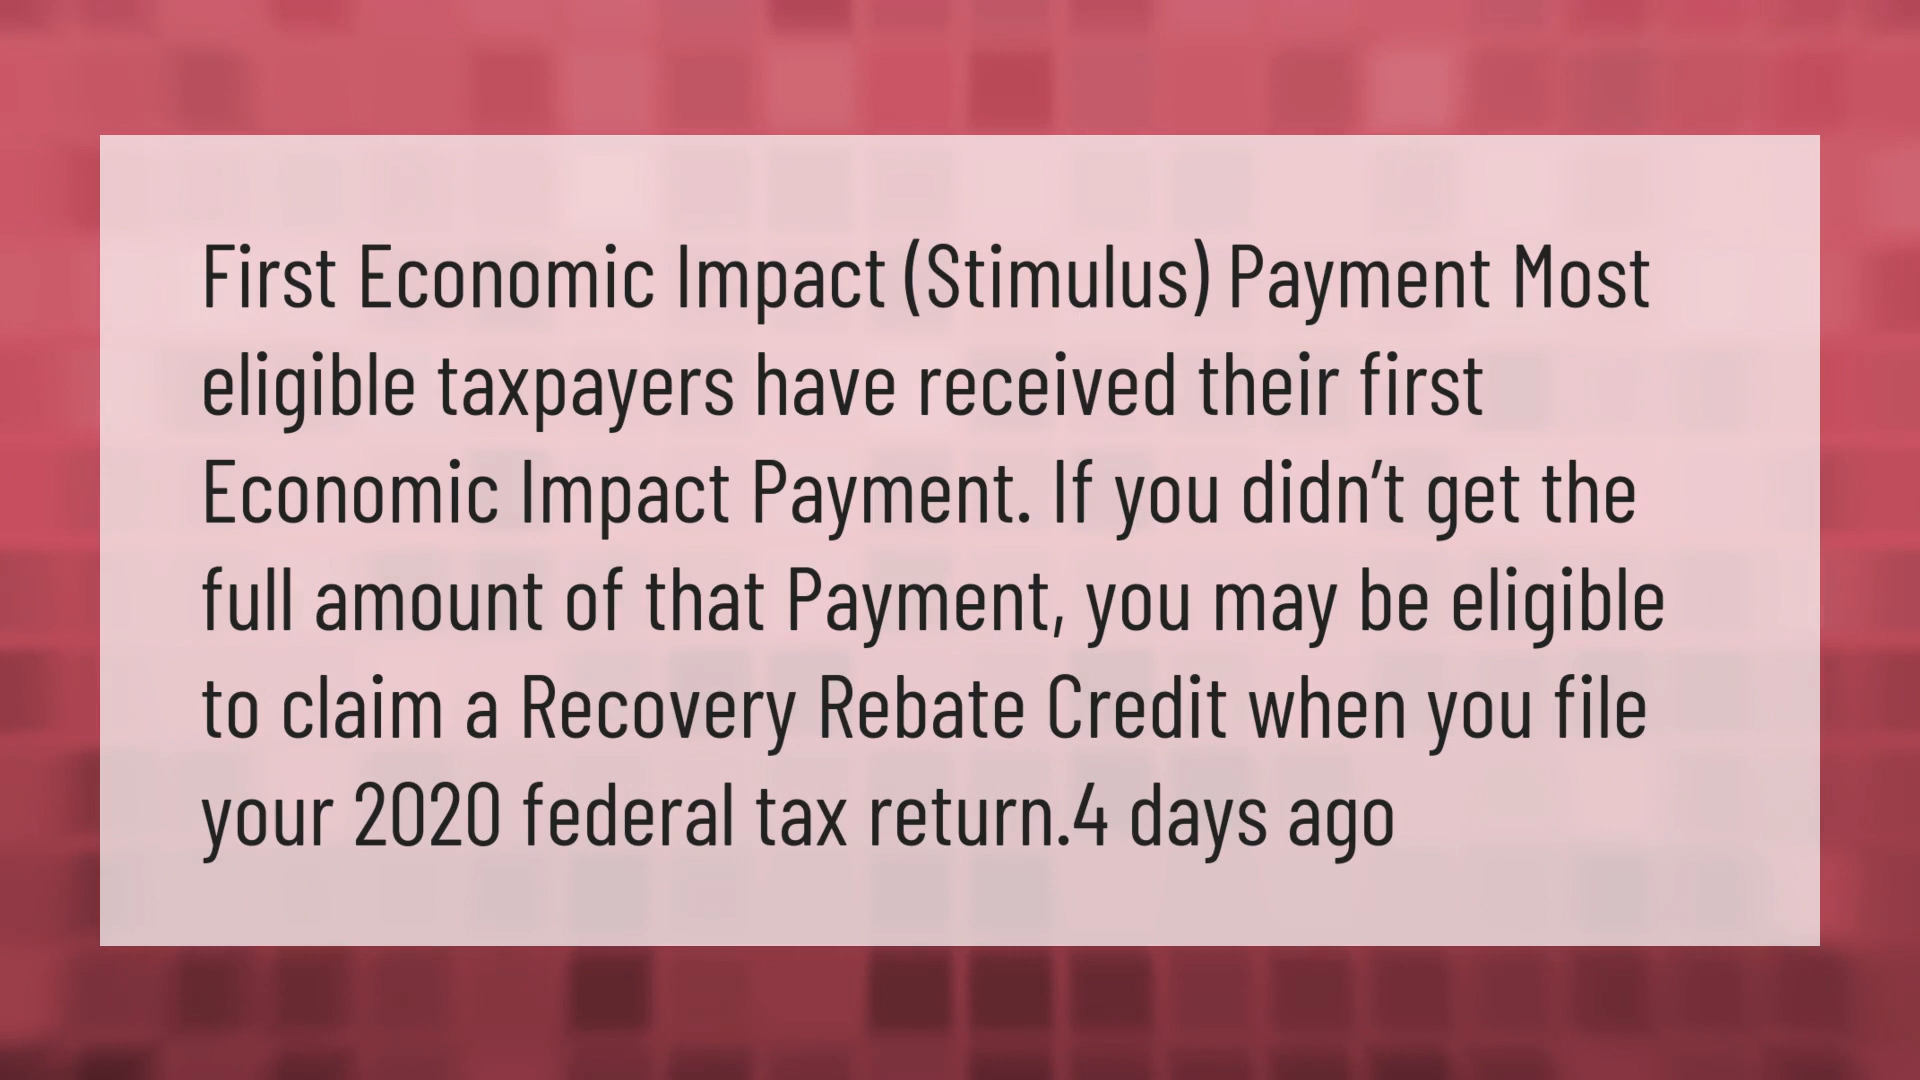 First Economic Impact (Stimulus) Payment Most
eligible taxpayers have received their first
Economic Impact Payment. If you didn’t get the
full amount of that Payment, you may be eligible
to claim a Recovery Rebate Credit when you file
your 2020 federal tax return.4 days ago